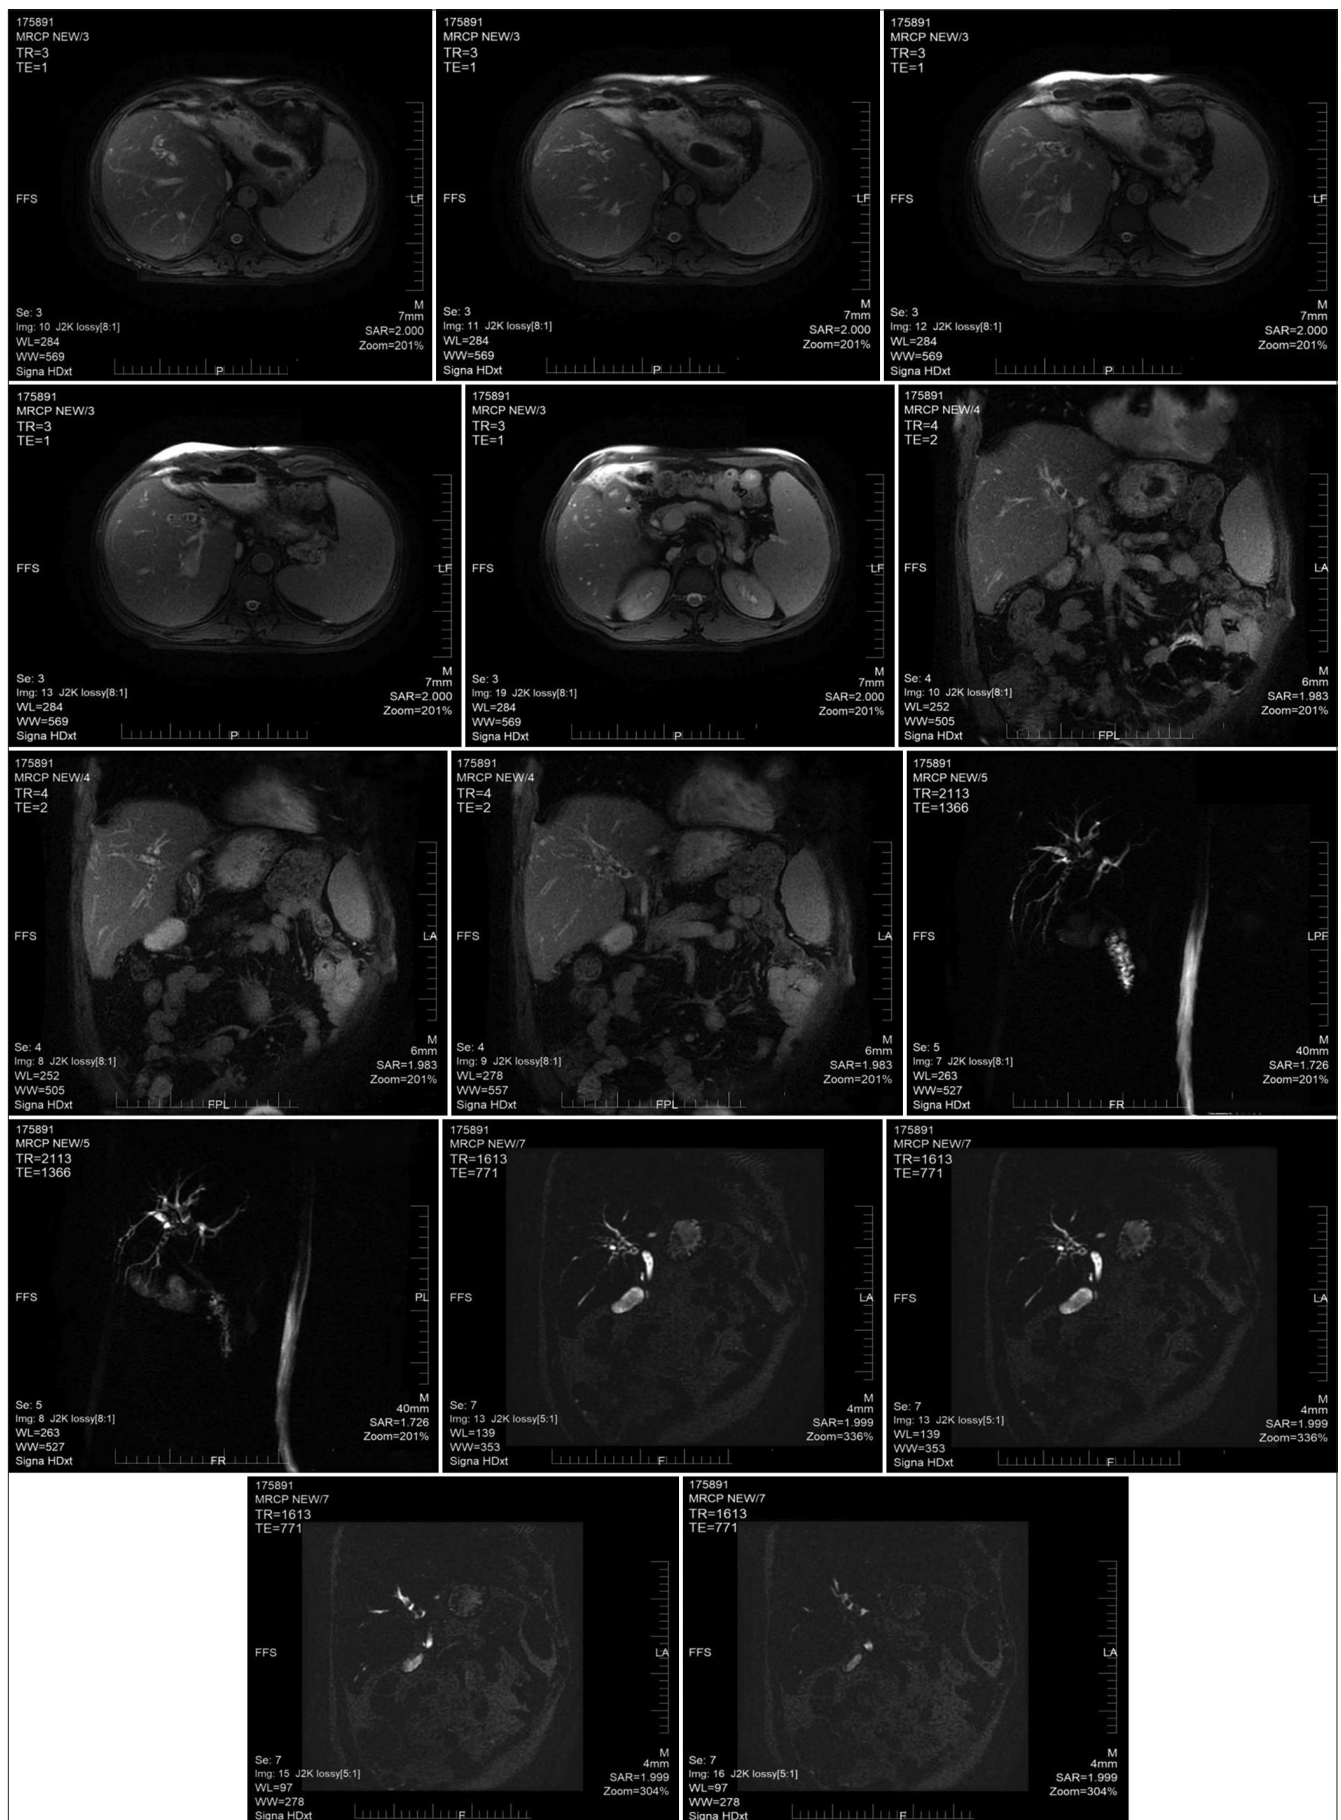 175891
MRCP NEW/3
TR=3
TE=1
FFS
LF
Se: 3
Img: 10 J2K lossy[8:1]
WL=284
WW=569
Signa HDxt
M
7mm
SAR=2.000
Zoom=201%
P
175891
MRCP NEW/3
TR=3
TE=1
FFS
LF
Se: 3
Img: 11 J2K lossy[8:1]
WL=284
WW=569
Signa HDxt
M
7mm
SAR=2.000
Zoom=201%
P
175891
MRCP NEW/3
TR=3
TE=1
FFS
LF
Se: 3
Img: 12 J2K lossy[8:1]
WL=284
WW=569
Signa HDxt
M
7mm
SAR=2.000
Zoom=201%
P
175891
MRCP NEW/3
TR=3
TE=1
FFS
LF
Se: 3
Img: 13 J2K lossy[8:1]
WL=284
WW=569
Signa HDxt
M
7mm
SAR=2.000
Zoom=201%
P
175891
MRCP NEW/3
TR=3
TE=1
FFS
LF
Se: 3
Img: 19 J2K lossy[8:1]
WL=284
WW=569
Signa HDxt
M
7mm
SAR=2.000
Zoom=201%
P
175891
MRCP NEW/4
TR=4
TE=2
FFS
LA
Se: 4
Img: 10 J2K lossy[8:1]
WL=252
WW=505
Signa HDxt
M
6mm
SAR=1.983
Zoom=201%
FPL
175891
MRCP NEW/4
TR=4
TE=2
FFS
LA
Se: 4
Img: 8 J2K lossy[8:1]
WL=252
WW=505
Signa HDxt
M
6mm
SAR=1.983
Zoom=201%
FPL
175891
MRCP NEW/4
TR=4
TE=2
FFS
LA
Se: 4
Img: 9 J2K lossy[8:1]
WL=278
WW=557
Signa HDxt
M
6mm
SAR=1.983
Zoom=201%
FPL
175891
MRCP NEW/5
TR=2113
TE=1366
FFS
LPF
Se: 5
Img: 7 J2K lossy[8:1]
WL=263
WW=527
Signa HDxt
M
40mm
SAR=1.726
Zoom=201%
FR
175891
MRCP NEW/5
TR=2113
TE=1366
FFS
PL
Se: 5
Img: 8 J2K lossy[8:1]
WL=263
WW=527
Signa HDxt
M
40mm
SAR=1.726
Zoom=201%
FR
175891
MRCP NEW/7
TR=1613
TE=771
FFS
LA
Se: 7
Img: 13 J2K lossy[5:1]
WL=139
WW=353
Signa HDxt
M
4mm
SAR=1.999
Zoom=336%
F
175891
MRCP NEW/7
TR=1613
TE=771
FFS
LA
Se: 7
Img: 13 J2K lossy[5:1]
WL=139
WW=353
Signa HDxt
M
4mm
SAR=1.999
Zoom=336%
F
175891
MRCP NEW/7
TR=1613
TE=771
FFS
LA
Se: 7
Img: 15 J2K lossy[5:1]
WL=97
WW=278
Signa HDxt
M
4mm
SAR=1.999
Zoom=304%
F
175891
MRCP NEW/7
TR=1613
TE=771
FFS
LA
Se: 7
Img: 16 J2K lossy[5:1]
WL=97
WW=278
Signa HDxt
M
4mm
SAR=1.999
Zoom=304%
F